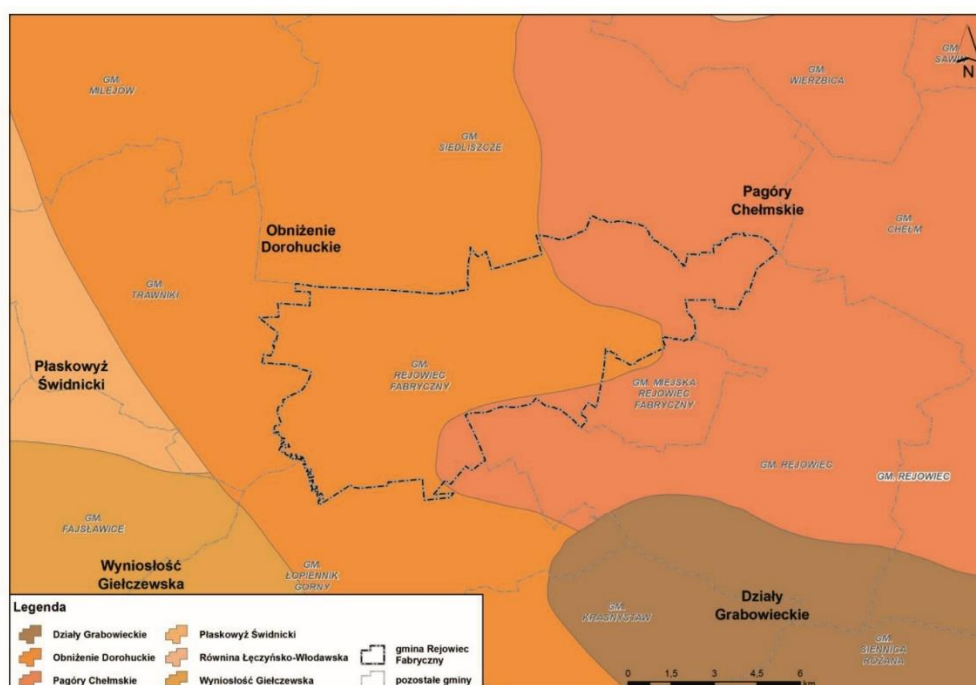 GM.
MILEJÓW
GM.
SIEDLISZCZE
GM.
WIERZBICA
GM.
SAWIN
N
Pagóry
Chełmskie
GM.
CHEŁM
Obniżenie
Dorohuckie
GM.
TRAWNIKI
Płaskowyż
Świdnicki
GM.
REJOWIEC
FABRYCZNY
GM. MIEJSKA
REJOWIEC
FABRYCZNY
GM. REJOWIEC
GM. REJOWIEC
GM.
FAJSŁAWICE
Wyniosłość
Giełczewska
GM.
ŁOPIENNIK
GÓRNY
GM.
KRASNYSTAW
Działy
Grabowieckie
GM.
SIENNICA
RÓŻANA
Legenda
Działy Grabowieckie
Obniżenie Dorohuckie
Pagóry Chełmskie
Płaskowyż Świdnicki
Równina Łęczyńsko-Włodawska
Wyniosłość Giełczewska
gmina Rejowiec
Fabryczny
pozostałe gminy
0 1,5 3 4,5 6
km